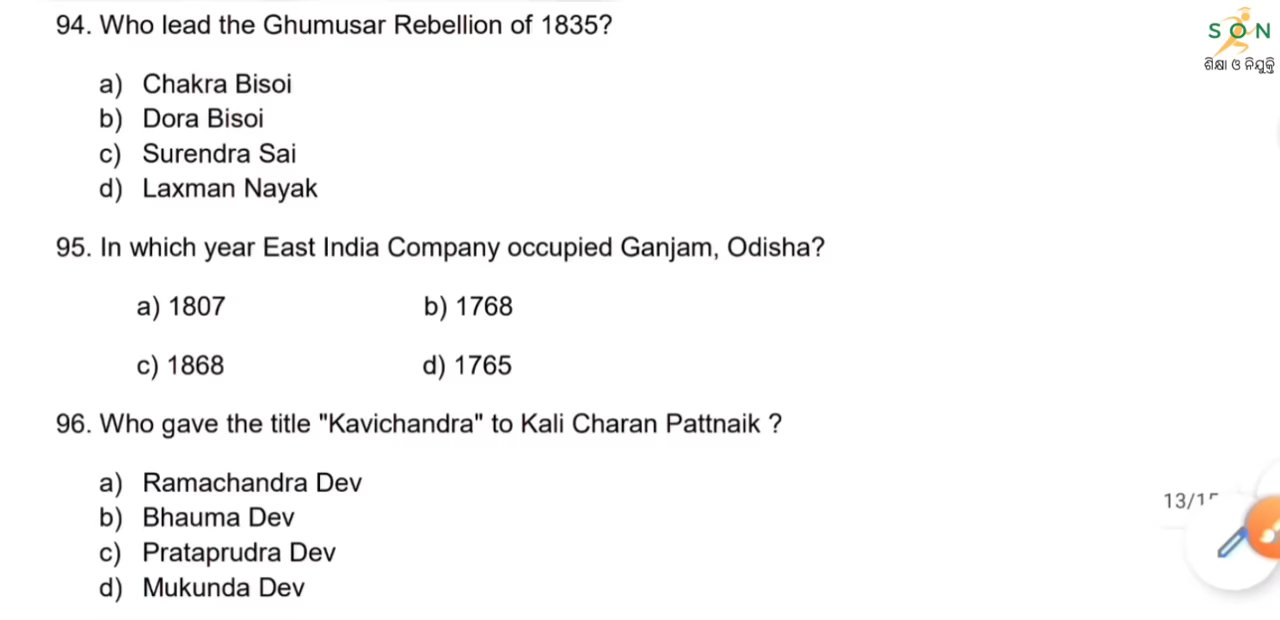 94. Who lead the Ghumusar Rebellion of 1835?
SON
ଶିକ୍ଷା ଓ ନିଯୁକ୍ତି
a) Chakra Bisoi
b) Dora Bisoi
c) Surendra Sai
d) Laxman Nayak
95. In which year East India Company occupied Ganjam, Odisha?
a) 1807 b) 1768
c) 1868 d) 1765
96. Who gave the title "Kavichandra" to Kali Charan Pattnaik ?
a) Ramachandra Dev
b) Bhauma Dev
c) Prataprudra Dev
d) Mukunda Dev